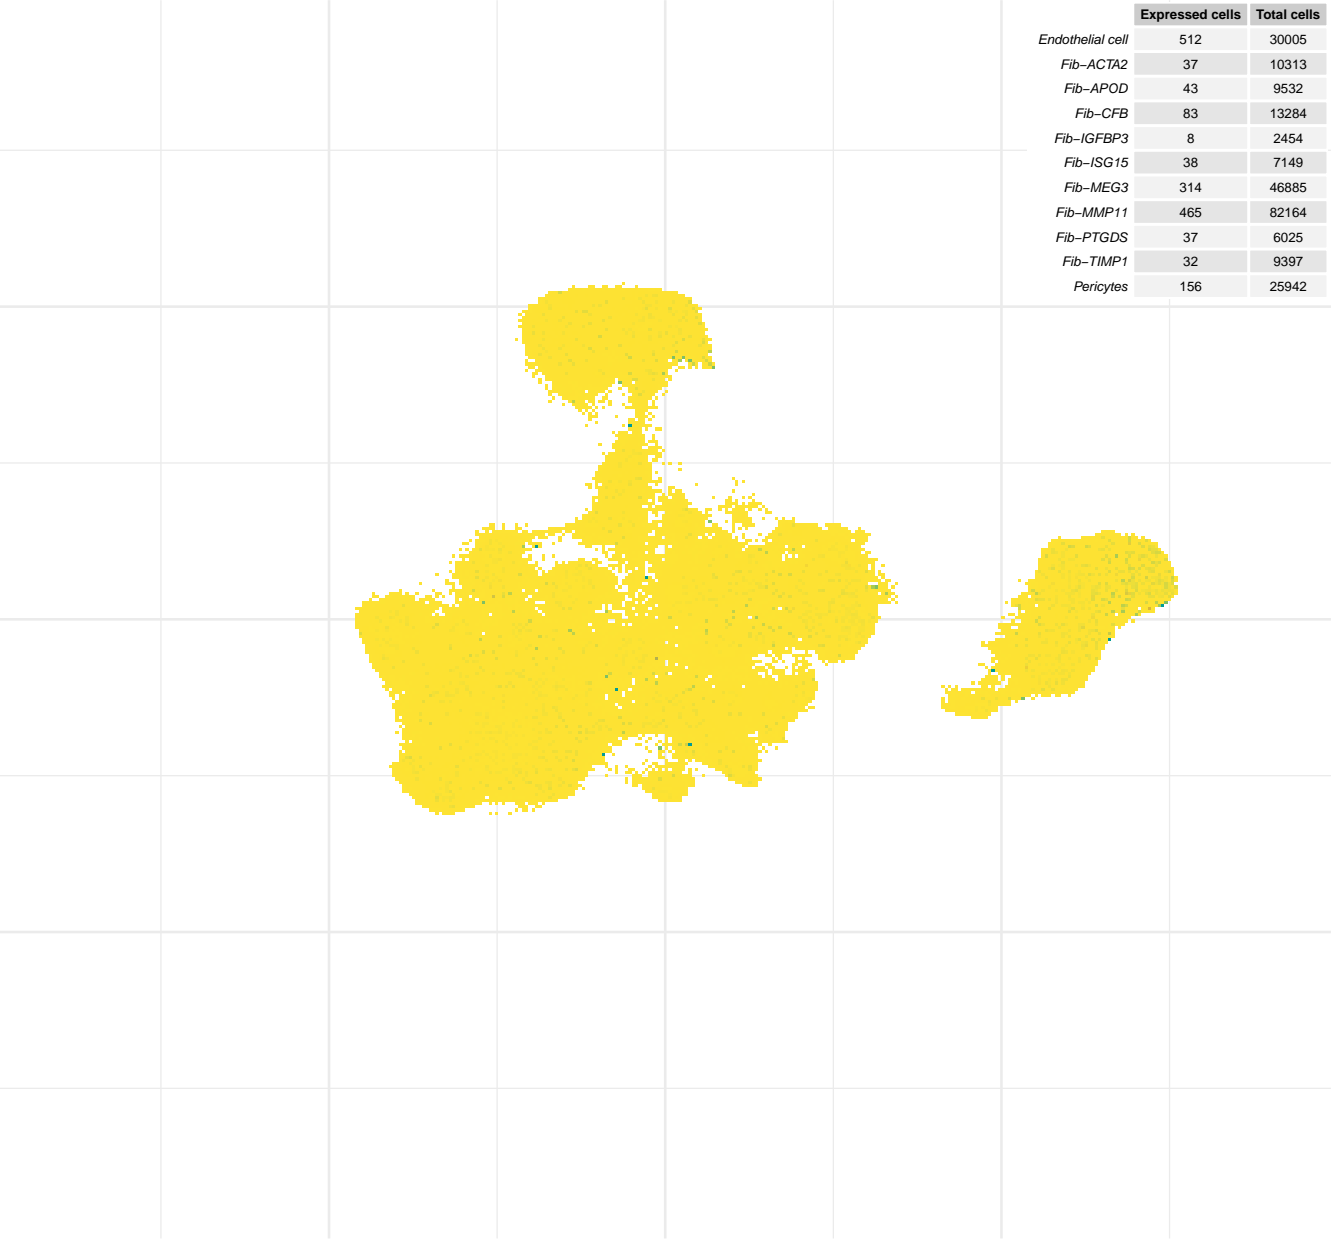 Expressed cells Total cells
Endothelial cell 512 30005
Fib−ACTA2 37 10313
Fib−APOD 43 9532
Fib−CFB 83 13284
Fib−IGFBP3 8 2454
Fib−ISG15 38 7149
Fib−MEG3 314 46885
Fib−MMP11 465 82164
Fib−PTGDS 37 6025
Fib−TIMP1 32 9397
Pericytes 156 25942